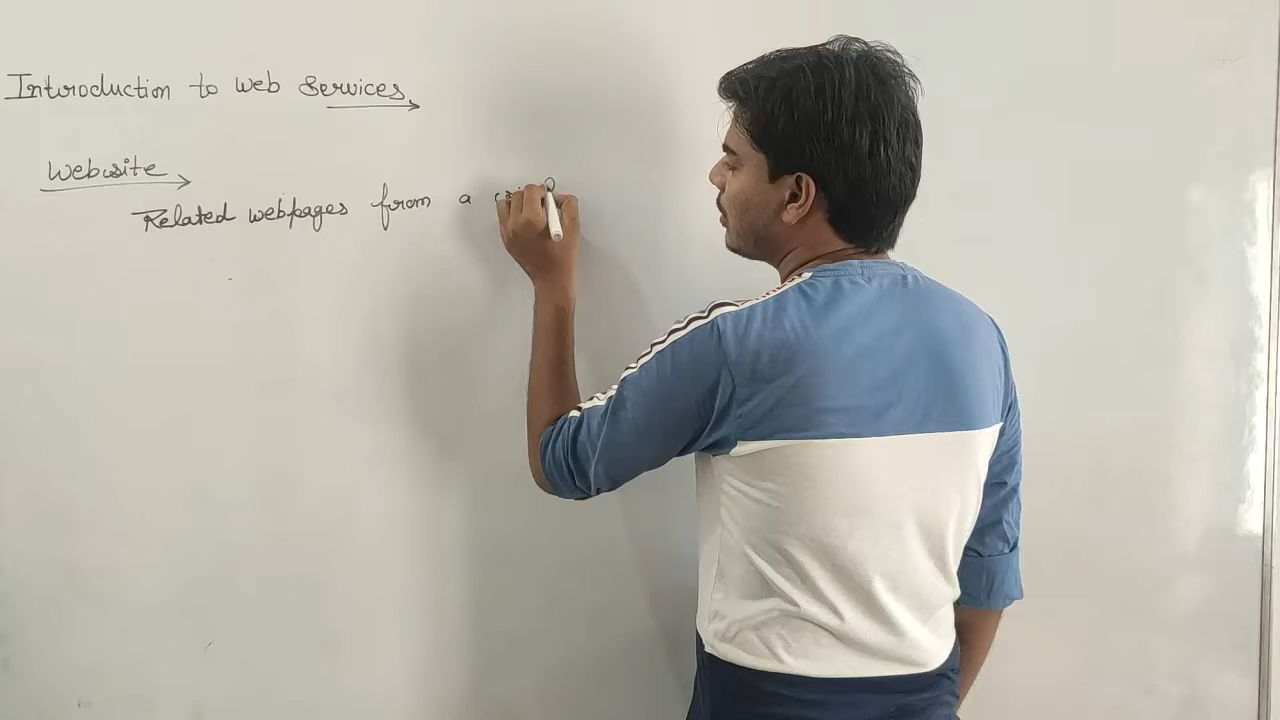 Introduction to web services
Website
Related webpages from a